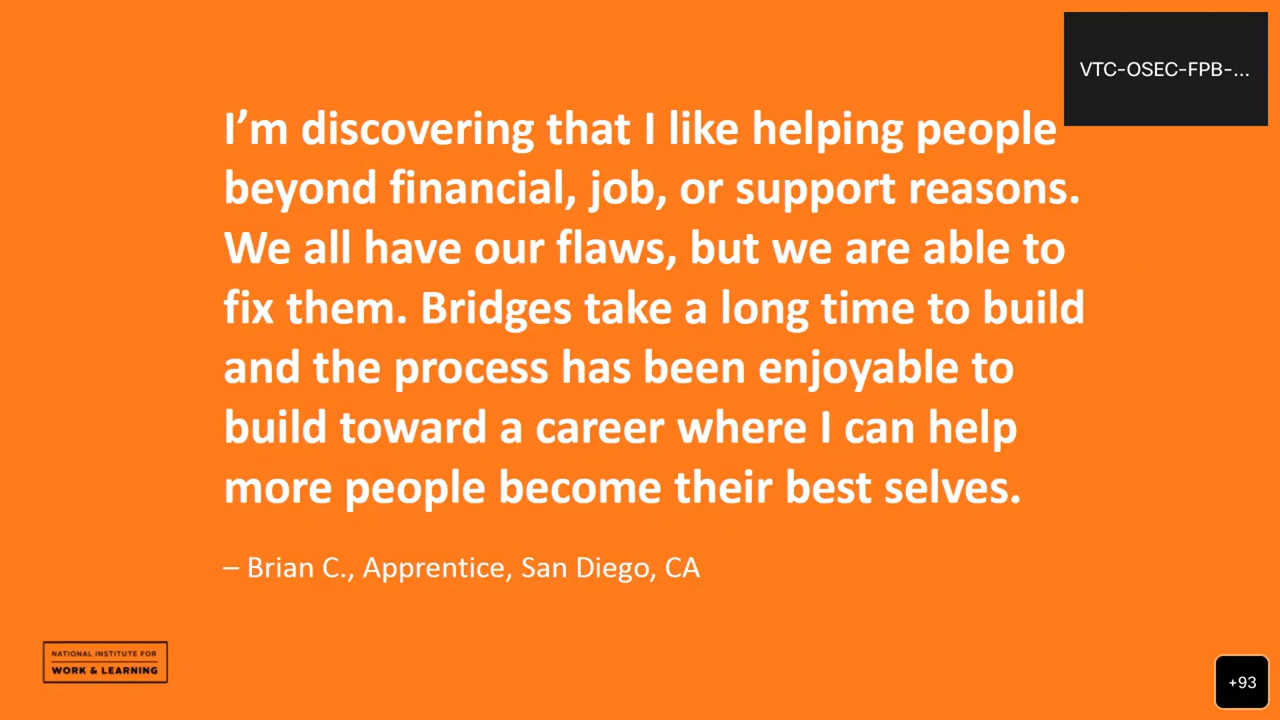 VTC-OSEC-FPB-...
I’m discovering that I like helping people
beyond financial, job, or support reasons.
We all have our flaws, but we are able to
fix them. Bridges take a long time to build
and the process has been enjoyable to
build toward a career where I can help
more people become their best selves.
– Brian C., Apprentice, San Diego, CA
NATIONAL INSTITUTE FOR
WORK & LEARNING
+93